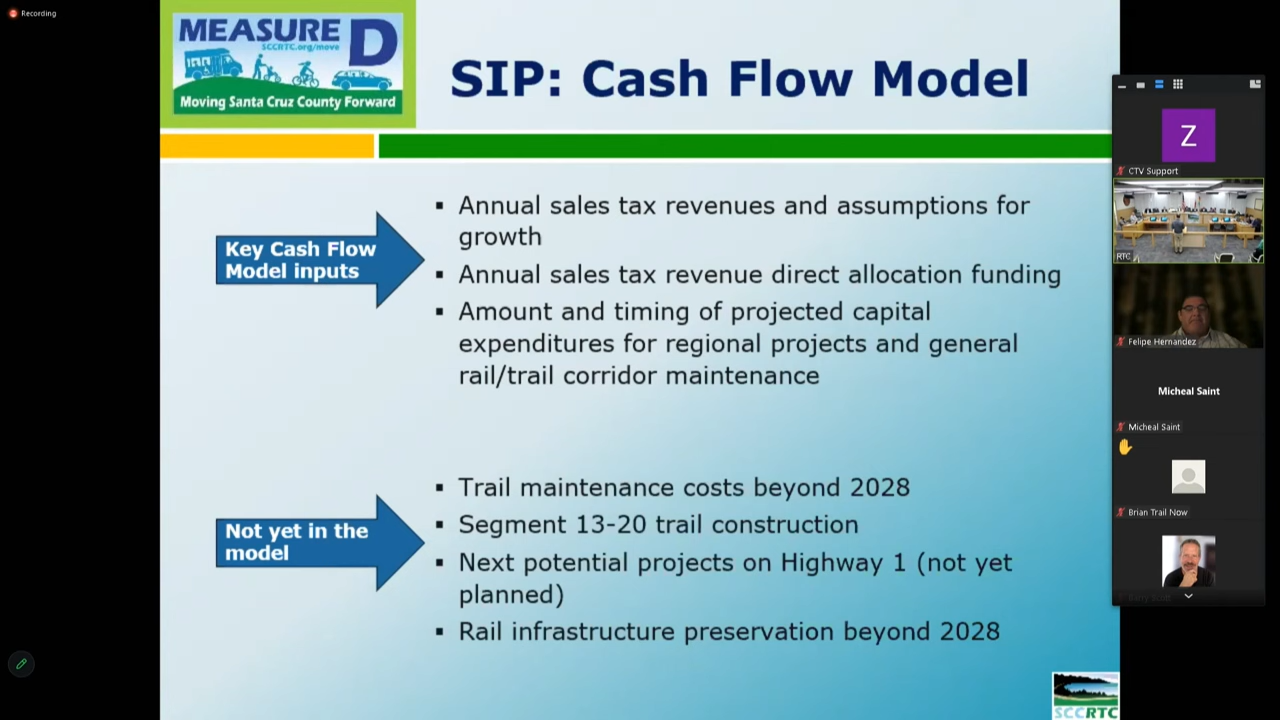 Recording
MEASURE D
SCCRTC.org/move
Moving Santa Cruz County Forward
SIP: Cash Flow Model
Key Cash Flow
Model inputs
▪ Annual sales tax revenues and assumptions for
growth
▪ Annual sales tax revenue direct allocation funding
▪ Amount and timing of projected capital
expenditures for regional projects and general
rail/trail corridor maintenance
Not yet in the
model
▪ Trail maintenance costs beyond 2028
▪ Segment 13-20 trail construction
▪ Next potential projects on Highway 1 (not yet
planned)
▪ Rail infrastructure preservation beyond 2028
SCCRTC
Z
CTV Support
RTC
Felipe Hernandez
Micheal Saint
Micheal Saint
Brian Trail Now
Barry Scott